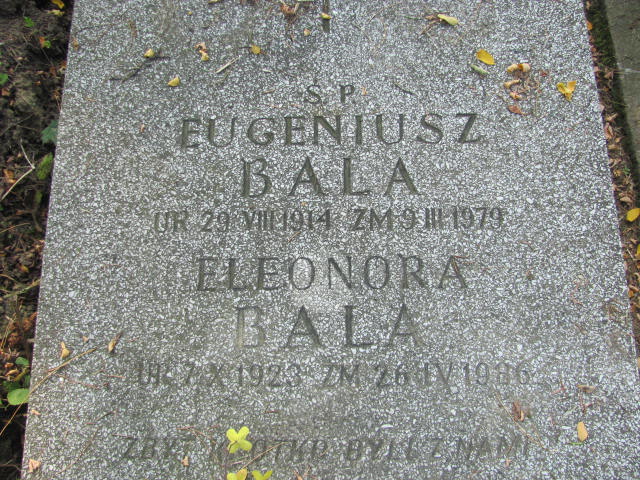 Ś P
EUGENIUSZ
BALA
UR 29 VIII 1914 ZM 9 III 1979
ELEONORA
BALA
UR 7 X 1923 ZM 26 IV 1986
ZBYT KRÓTKO BYLI Z NAMI